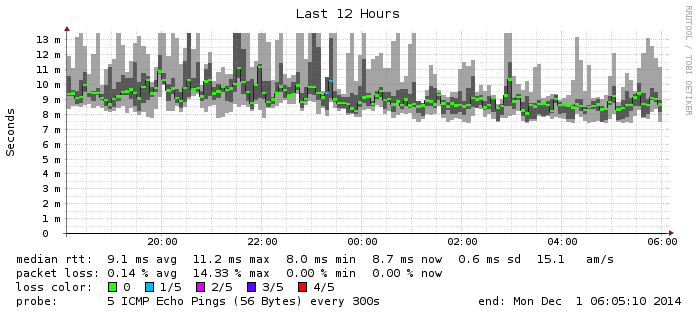 Last 12 Hours
RRDTOOL / TOBI OETIKER
Seconds
13 m
12 m
11 m
10 m
9 m
8 m
7 m
6 m
5 m
4 m
3 m
2 m
1 m
0
20:00 22:00 00:00 02:00 04:00 06:00
median rtt: 9.1 ms avg 11.2 ms max 8.0 ms min 8.7 ms now 0.6 ms sd 15.1 am/s
packet loss: 0.14 % avg 14.33 % max 0.00 % min 0.00 % now
loss color: 0 1/5 2/5 3/5 4/5
probe: 5 ICMP Echo Pings (56 Bytes) every 300s end: Mon Dec 1 06:05:10 2014